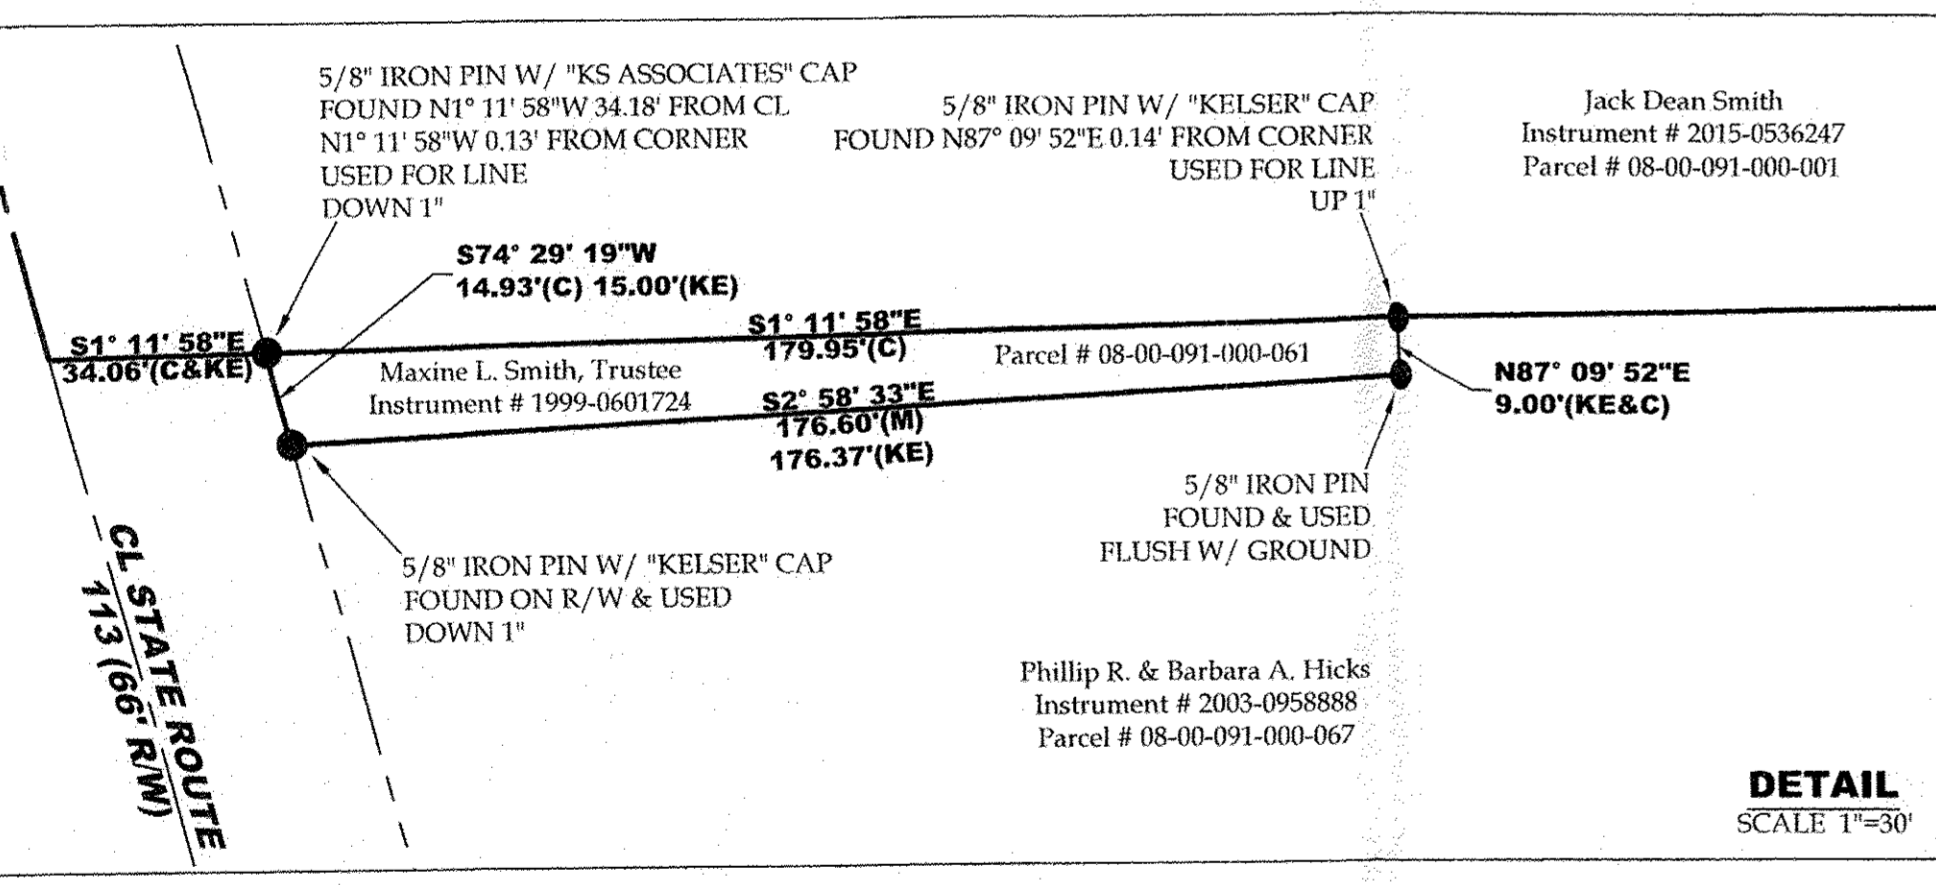 5/8" IRON PIN W/ "KS ASSOCIATES" CAP
FOUND N1° 11' 58"W 34.18' FROM CL
N1° 11' 58"W 0.13' FROM CORNER
USED FOR LINE
DOWN 1"
5/8" IRON PIN W/ "KELSER" CAP
FOUND N87° 09' 52"E 0.14' FROM CORNER
USED FOR LINE
UP 1"
Jack Dean Smith
Instrument # 2015-0536247
Parcel # 08-00-091-000-001
S74° 29' 19"W
14.93'(C) 15.00'(KE)
S1° 11' 58"E
34.06'(C&KE)
S1° 11' 58"E
179.95'(C)
Maxine L. Smith, Trustee
Instrument # 1999-0601724
Parcel # 08-00-091-000-061
S2° 58' 33"E
176.60'(M)
176.37'(KE)
N87° 09' 52"E
9.00'(KE&C)
5/8" IRON PIN
FOUND & USED
FLUSH W/ GROUND
5/8" IRON PIN W/ "KELSER" CAP
FOUND ON R/W & USED
DOWN 1"
CL STATE ROUTE
113 (66' R/W)
Phillip R. & Barbara A. Hicks
Instrument # 2003-0958888
Parcel # 08-00-091-000-067
DETAIL
SCALE 1"=30'